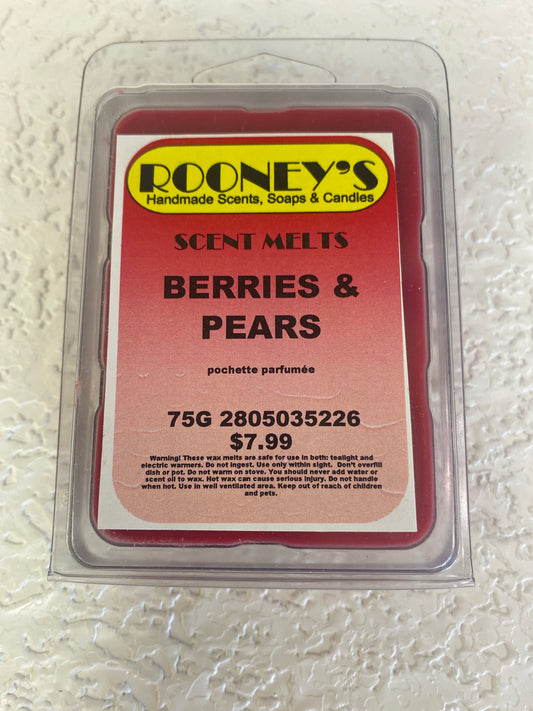 ROONEY'S
Handmade Scents, Soaps & Candles
SCENT MELTS
BERRIES &
PEARS
pochette parfumée
75G 2805035226
$7.99
Warning! These wax melts are safe for use in both: tealight and
electric warmers. Do not ingest. Use only within sight. Don't overfill
dish or pot. Do not warm on stove. You should never add water or
scent oil to wax. Hot wax can cause serious injury. Do not handle
when hot. Use in well ventilated area. Keep out of reach of children
and pets.